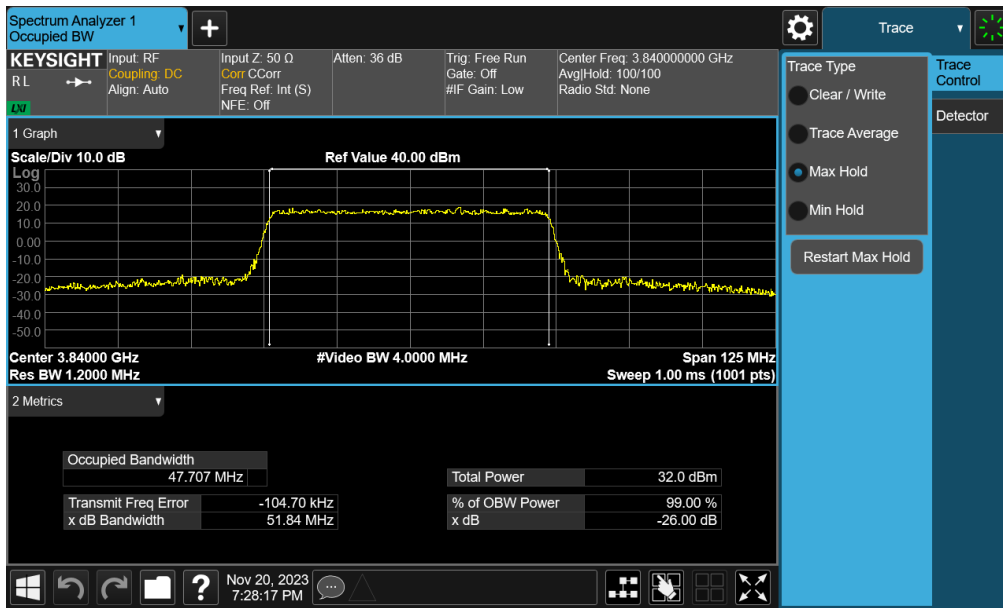 Spectrum Analyzer 1
Occupied BW
+
Trace
KEYSIGHT
R L
LXI
Input: RF
Coupling: DC
Align: Auto
Input Z: 50 Ω
Corr CCorr
Freq Ref: Int (S)
NFE: Off
Atten: 36 dB
Trig: Free Run
Gate: Off
#IF Gain: Low
Center Freq: 3.840000000 GHz
Avg|Hold: 100/100
Radio Std: None
1 Graph
Scale/Div 10.0 dB
Ref Value 40.00 dBm
Log
30.0
20.0
10.0
0.00
-10.0
-20.0
-30.0
-40.0
-50.0
Center 3.84000 GHz
#Video BW 4.0000 MHz
Span 125 MHz
Res BW 1.2000 MHz
Sweep 1.00 ms (1001 pts)
2 Metrics
Occupied Bandwidth
47.707 MHz
Total Power 32.0 dBm
Transmit Freq Error -104.70 kHz
% of OBW Power 99.00 %
x dB Bandwidth 51.84 MHz
x dB -26.00 dB
Trace Type
Clear / Write
Trace Average
Max Hold
Min Hold
Restart Max Hold
Trace
Control
Detector
?
Nov 20, 2023
7:28:17 PM